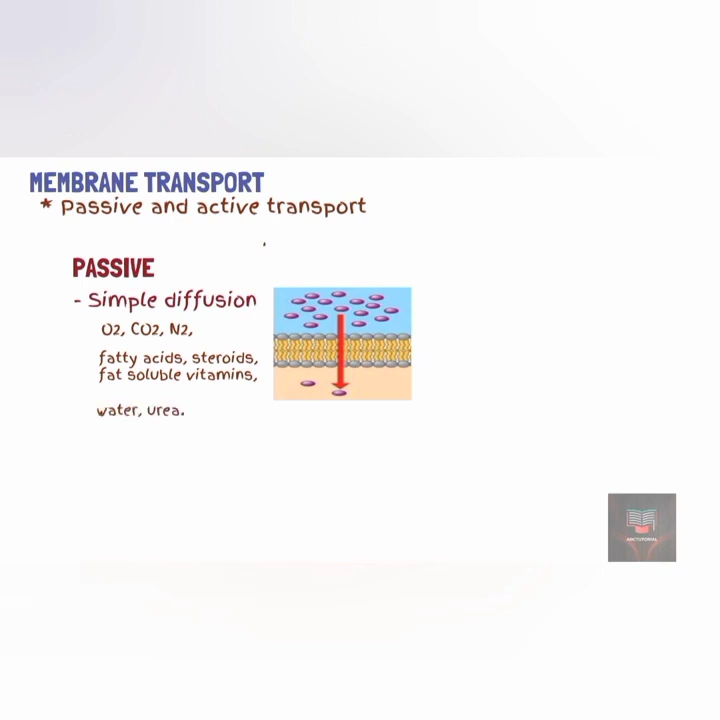 MEMBRANE TRANSPORT
* Passive and active transport
PASSIVE
- Simple diffusion
O2, CO2, N2,
fatty acids, steroids,
fat soluble vitamins,
water, urea.
AMCTUTORIAL